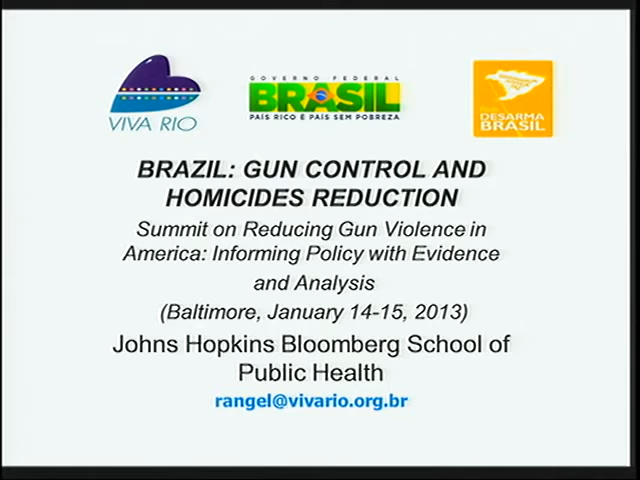 VIVA RIO
GOVERNO FEDERAL
BRASIL
PAÍS RICO É PAÍS SEM POBREZA
DESARMA
BRASIL
BRAZIL: GUN CONTROL AND
HOMICIDES REDUCTION
Summit on Reducing Gun Violence in
America: Informing Policy with Evidence
and Analysis
(Baltimore, January 14-15, 2013)
Johns Hopkins Bloomberg School of
Public Health
rangel@vivario.org.br